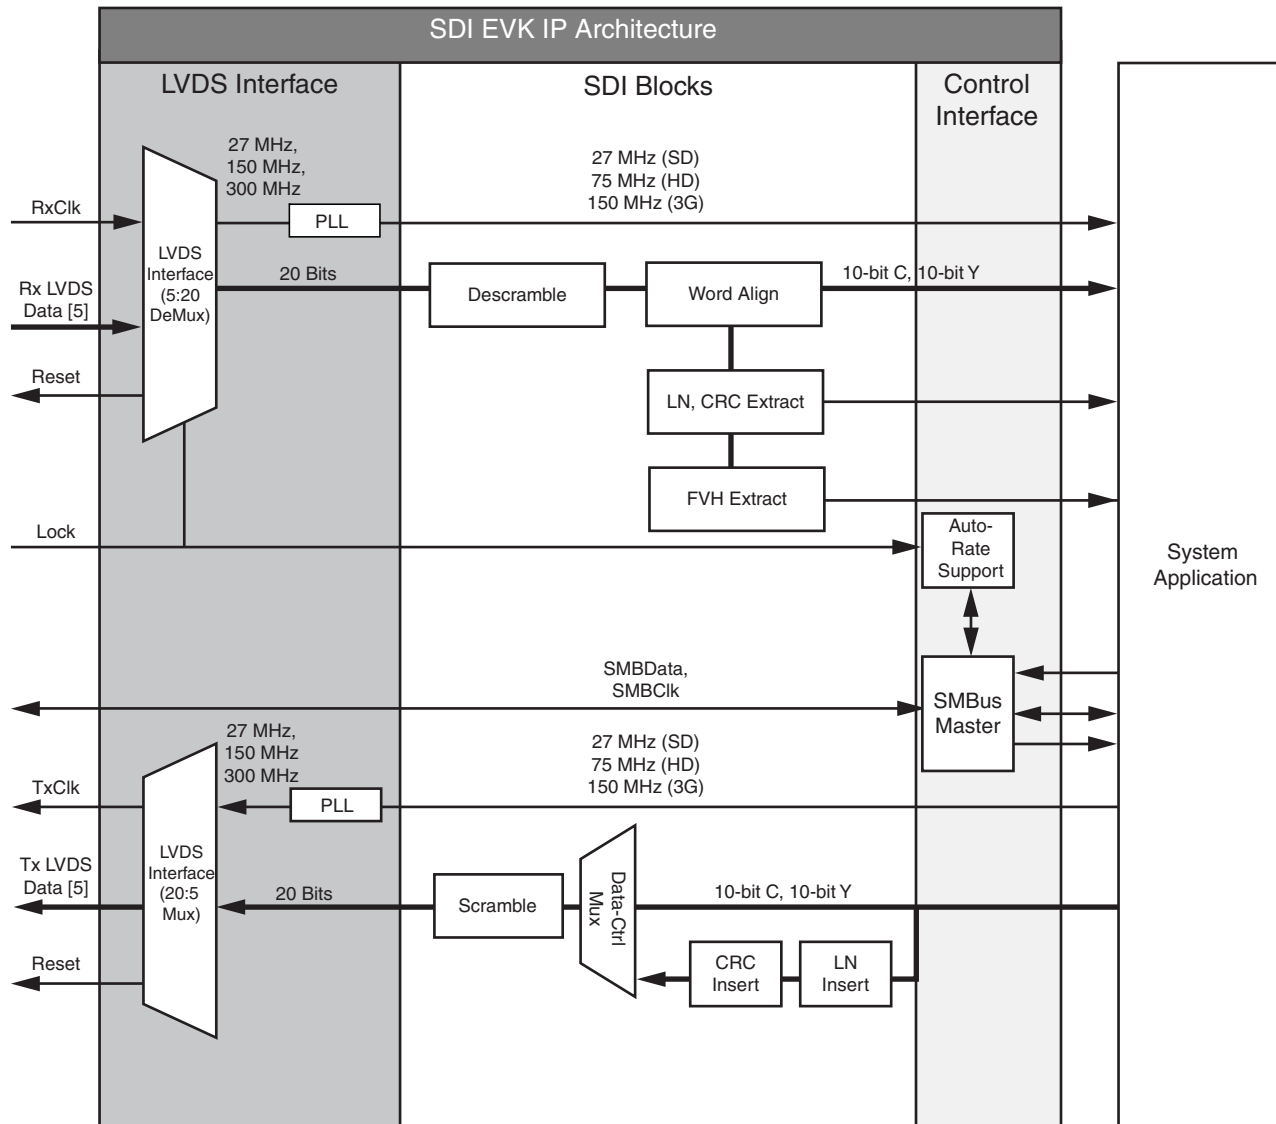 SDI EVK IP Architecture
LVDS Interface
SDI Blocks
Control
Interface
27 MHz,
150 MHz,
300 MHz
27 MHz (SD)
75 MHz (HD)
150 MHz (3G)
RxClk
PLL
LVDS
Interface
(5:20
DeMux)
Rx LVDS
Data [5]
20 Bits
Descramble
Word Align
10-bit C, 10-bit Y
Reset
LN, CRC Extract
FVH Extract
Lock
Auto-
Rate
Support
System
Application
SMBData,
SMBClk
SMBus
Master
27 MHz,
150 MHz
300 MHz
27 MHz (SD)
75 MHz (HD)
150 MHz (3G)
TxClk
PLL
LVDS
Interface
(20:5
Mux)
Tx LVDS
Data [5]
20 Bits
Scramble
Data-Ctrl
Mux
10-bit C, 10-bit Y
Reset
CRC
Insert
LN
Insert